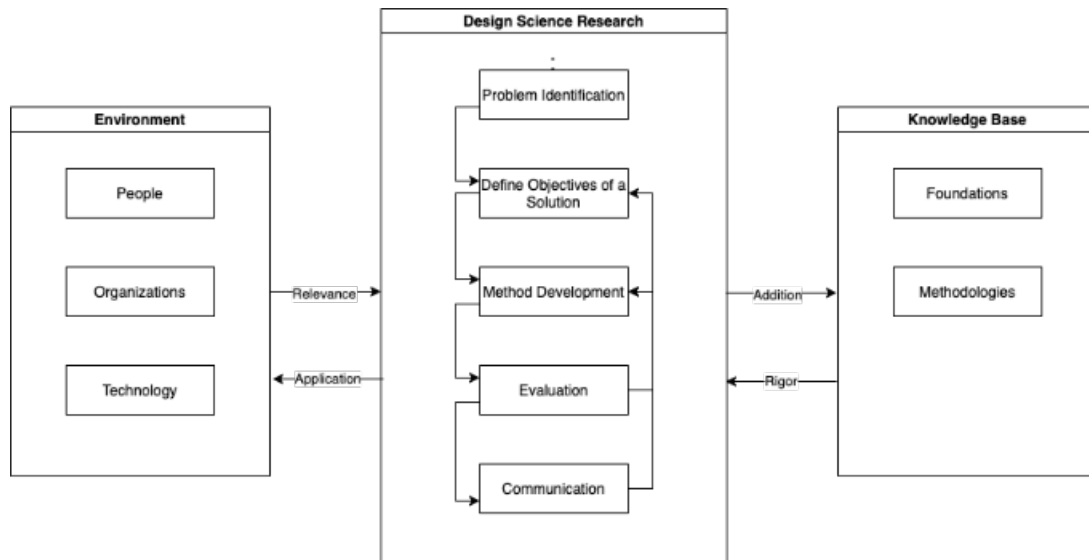 Design Science Research
Problem Identification
Define Objectives of a
Solution
Method Development
Evaluation
Communication
Environment
People
Organizations
Technology
Relevance
Application
Knowledge Base
Foundations
Methodologies
Addition
Rigor